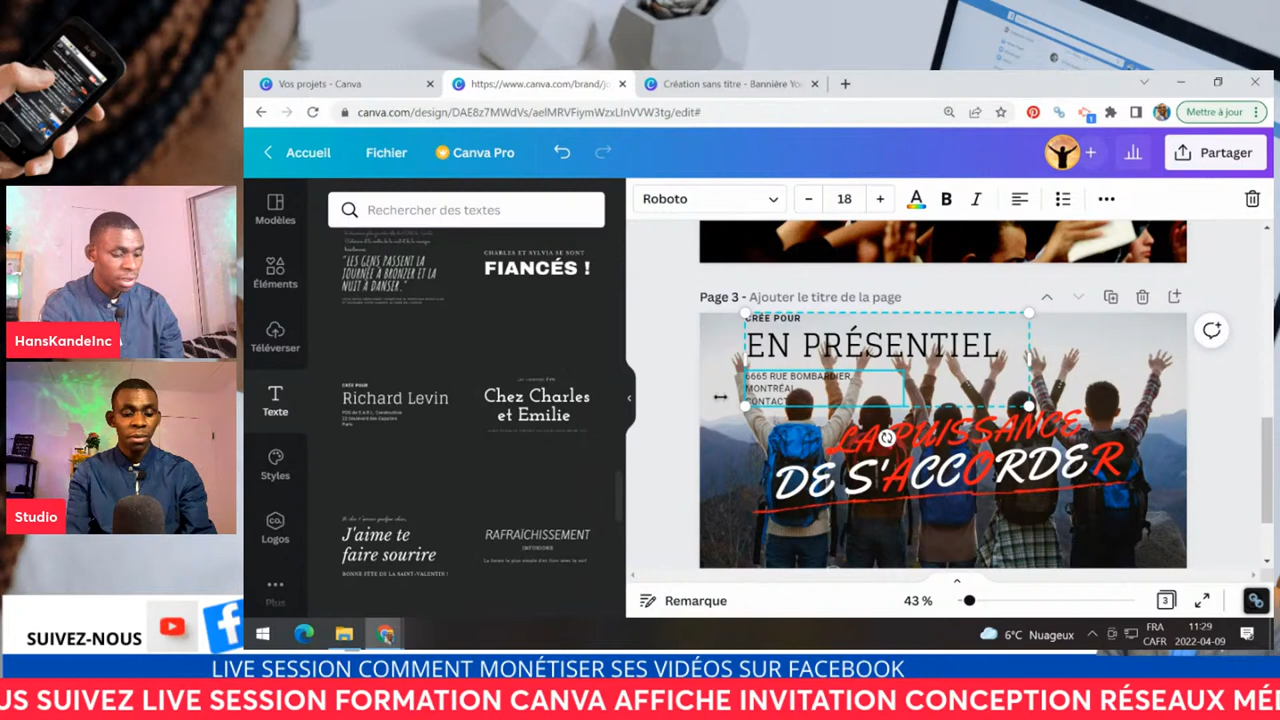 Vos projets - Canva
https://www.canva.com/brand/jo
Création sans titre - Bannière Yo
canva.com/design/DAE8z7MWdVs/aelMRVFiymWzxLlnVVW3tg/edit#
Mettre à jour
Accueil
Fichier
Canva Pro
Partager
Modèles
Éléments
Téléverser
Texte
Styles
CO.
Logos
Plus
Rechercher des textes
"LES GENS PASSENT LA
JOURNÉE À BRONZER ET LA
NUIT À DANSER."
CHARLES ET SYLVIA SE SONT
FIANCÉS !
CRÉE POUR
Richard Levin
Paris
Chez Charles
et Emilie
J'aime te
faire sourire
BONNE FÊTE DE LA SAINT-VALENTIN !
RAFRAÎCHISSEMENT
INFUSIONS
Roboto
18
A
B
I
Page 3 - Ajouter le titre de la page
CRÉE POUR
EN PRÉSENTIEL
6665 RUE BOMBARDIER,
MONTRÉAL
CONTACT
LA PUISSANCE
DE S'ACCORDER
Remarque
43 %
3
6°C Nuageux
FRA
CAFR
11:29
2022-04-09
HansKandeInc
Studio
SUIVEZ-NOUS
LIVE SESSION COMMENT MONÉTISER SES VIDÉOS SUR FACEBOOK
US SUIVEZ LIVE SESSION FORMATION CANVA AFFICHE INVITATION CONCEPTION RÉSEAUX MÉ